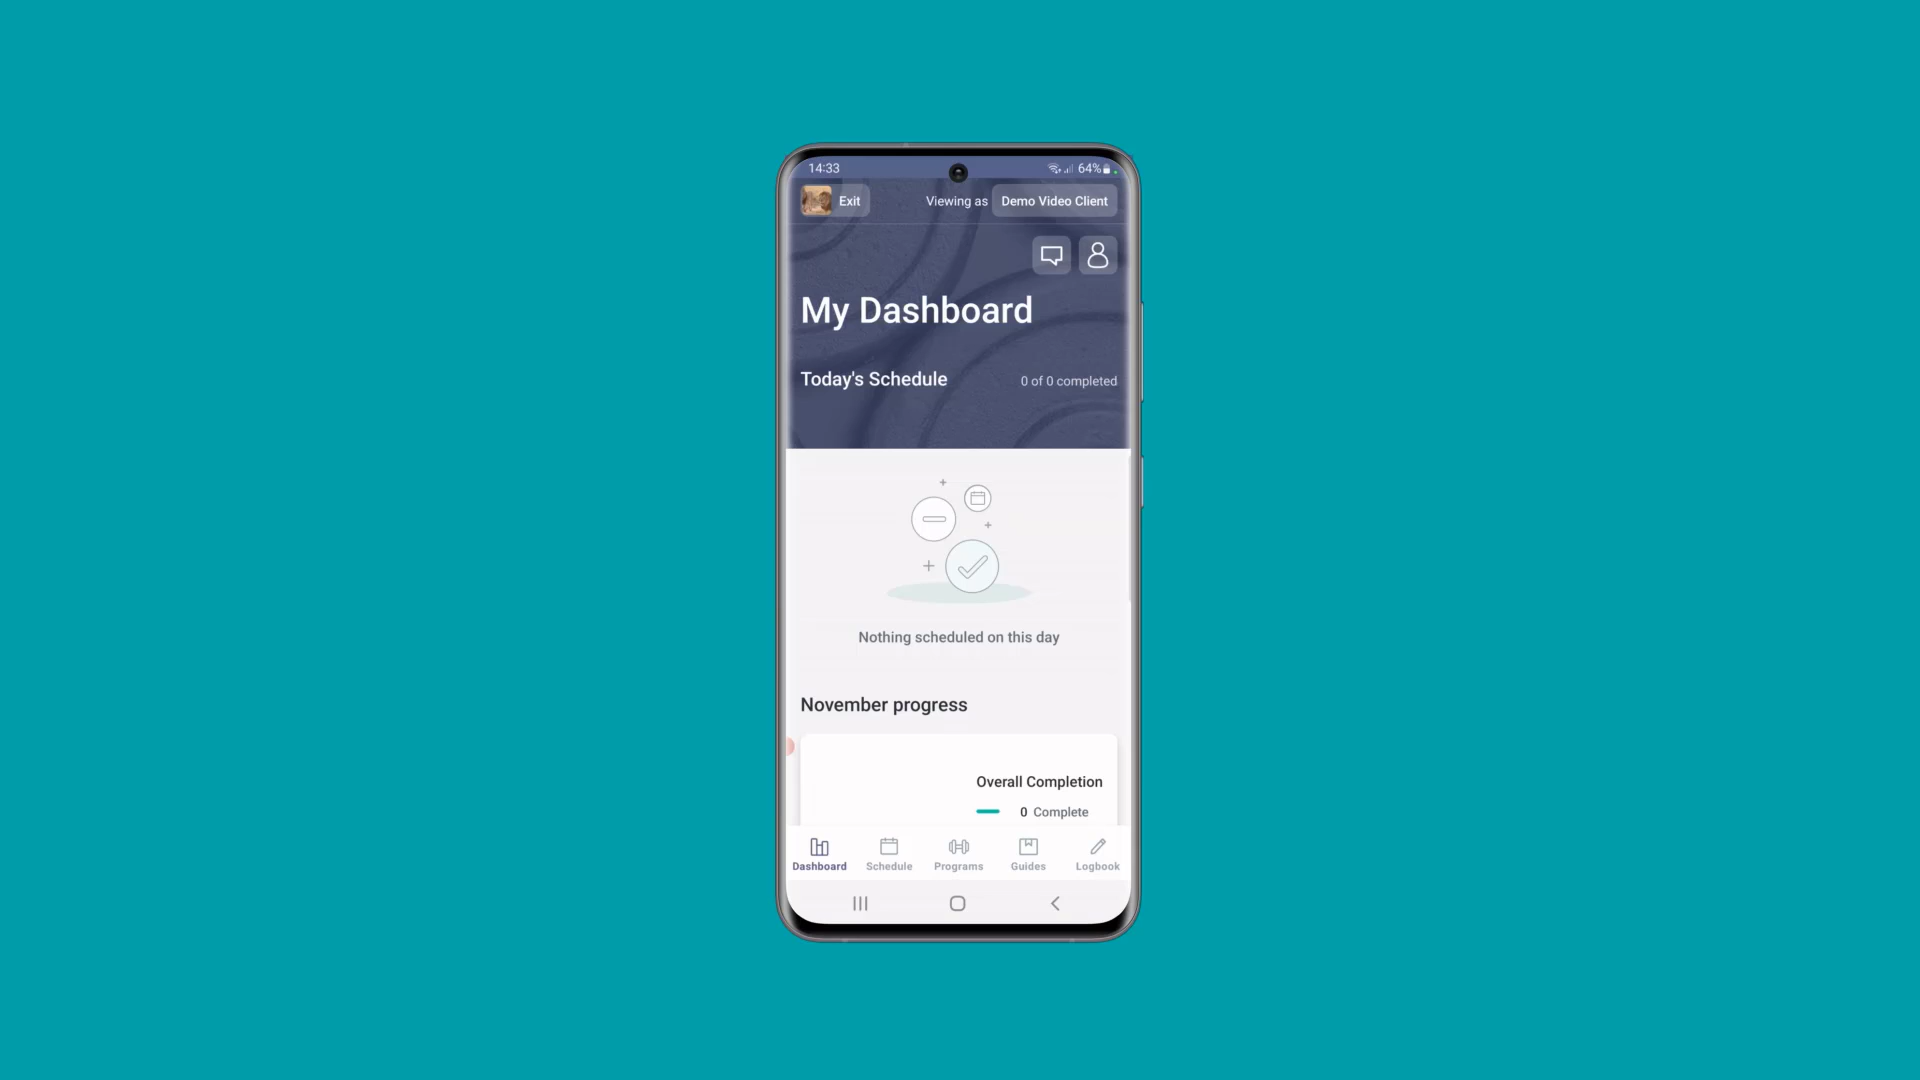 14:33 64%
Exit Viewing as Demo Video Client
My Dashboard
Today's Schedule 0 of 0 completed
Nothing scheduled on this day
November progress
Overall Completion
0 Complete
Dashboard Schedule Programs Guides Logbook